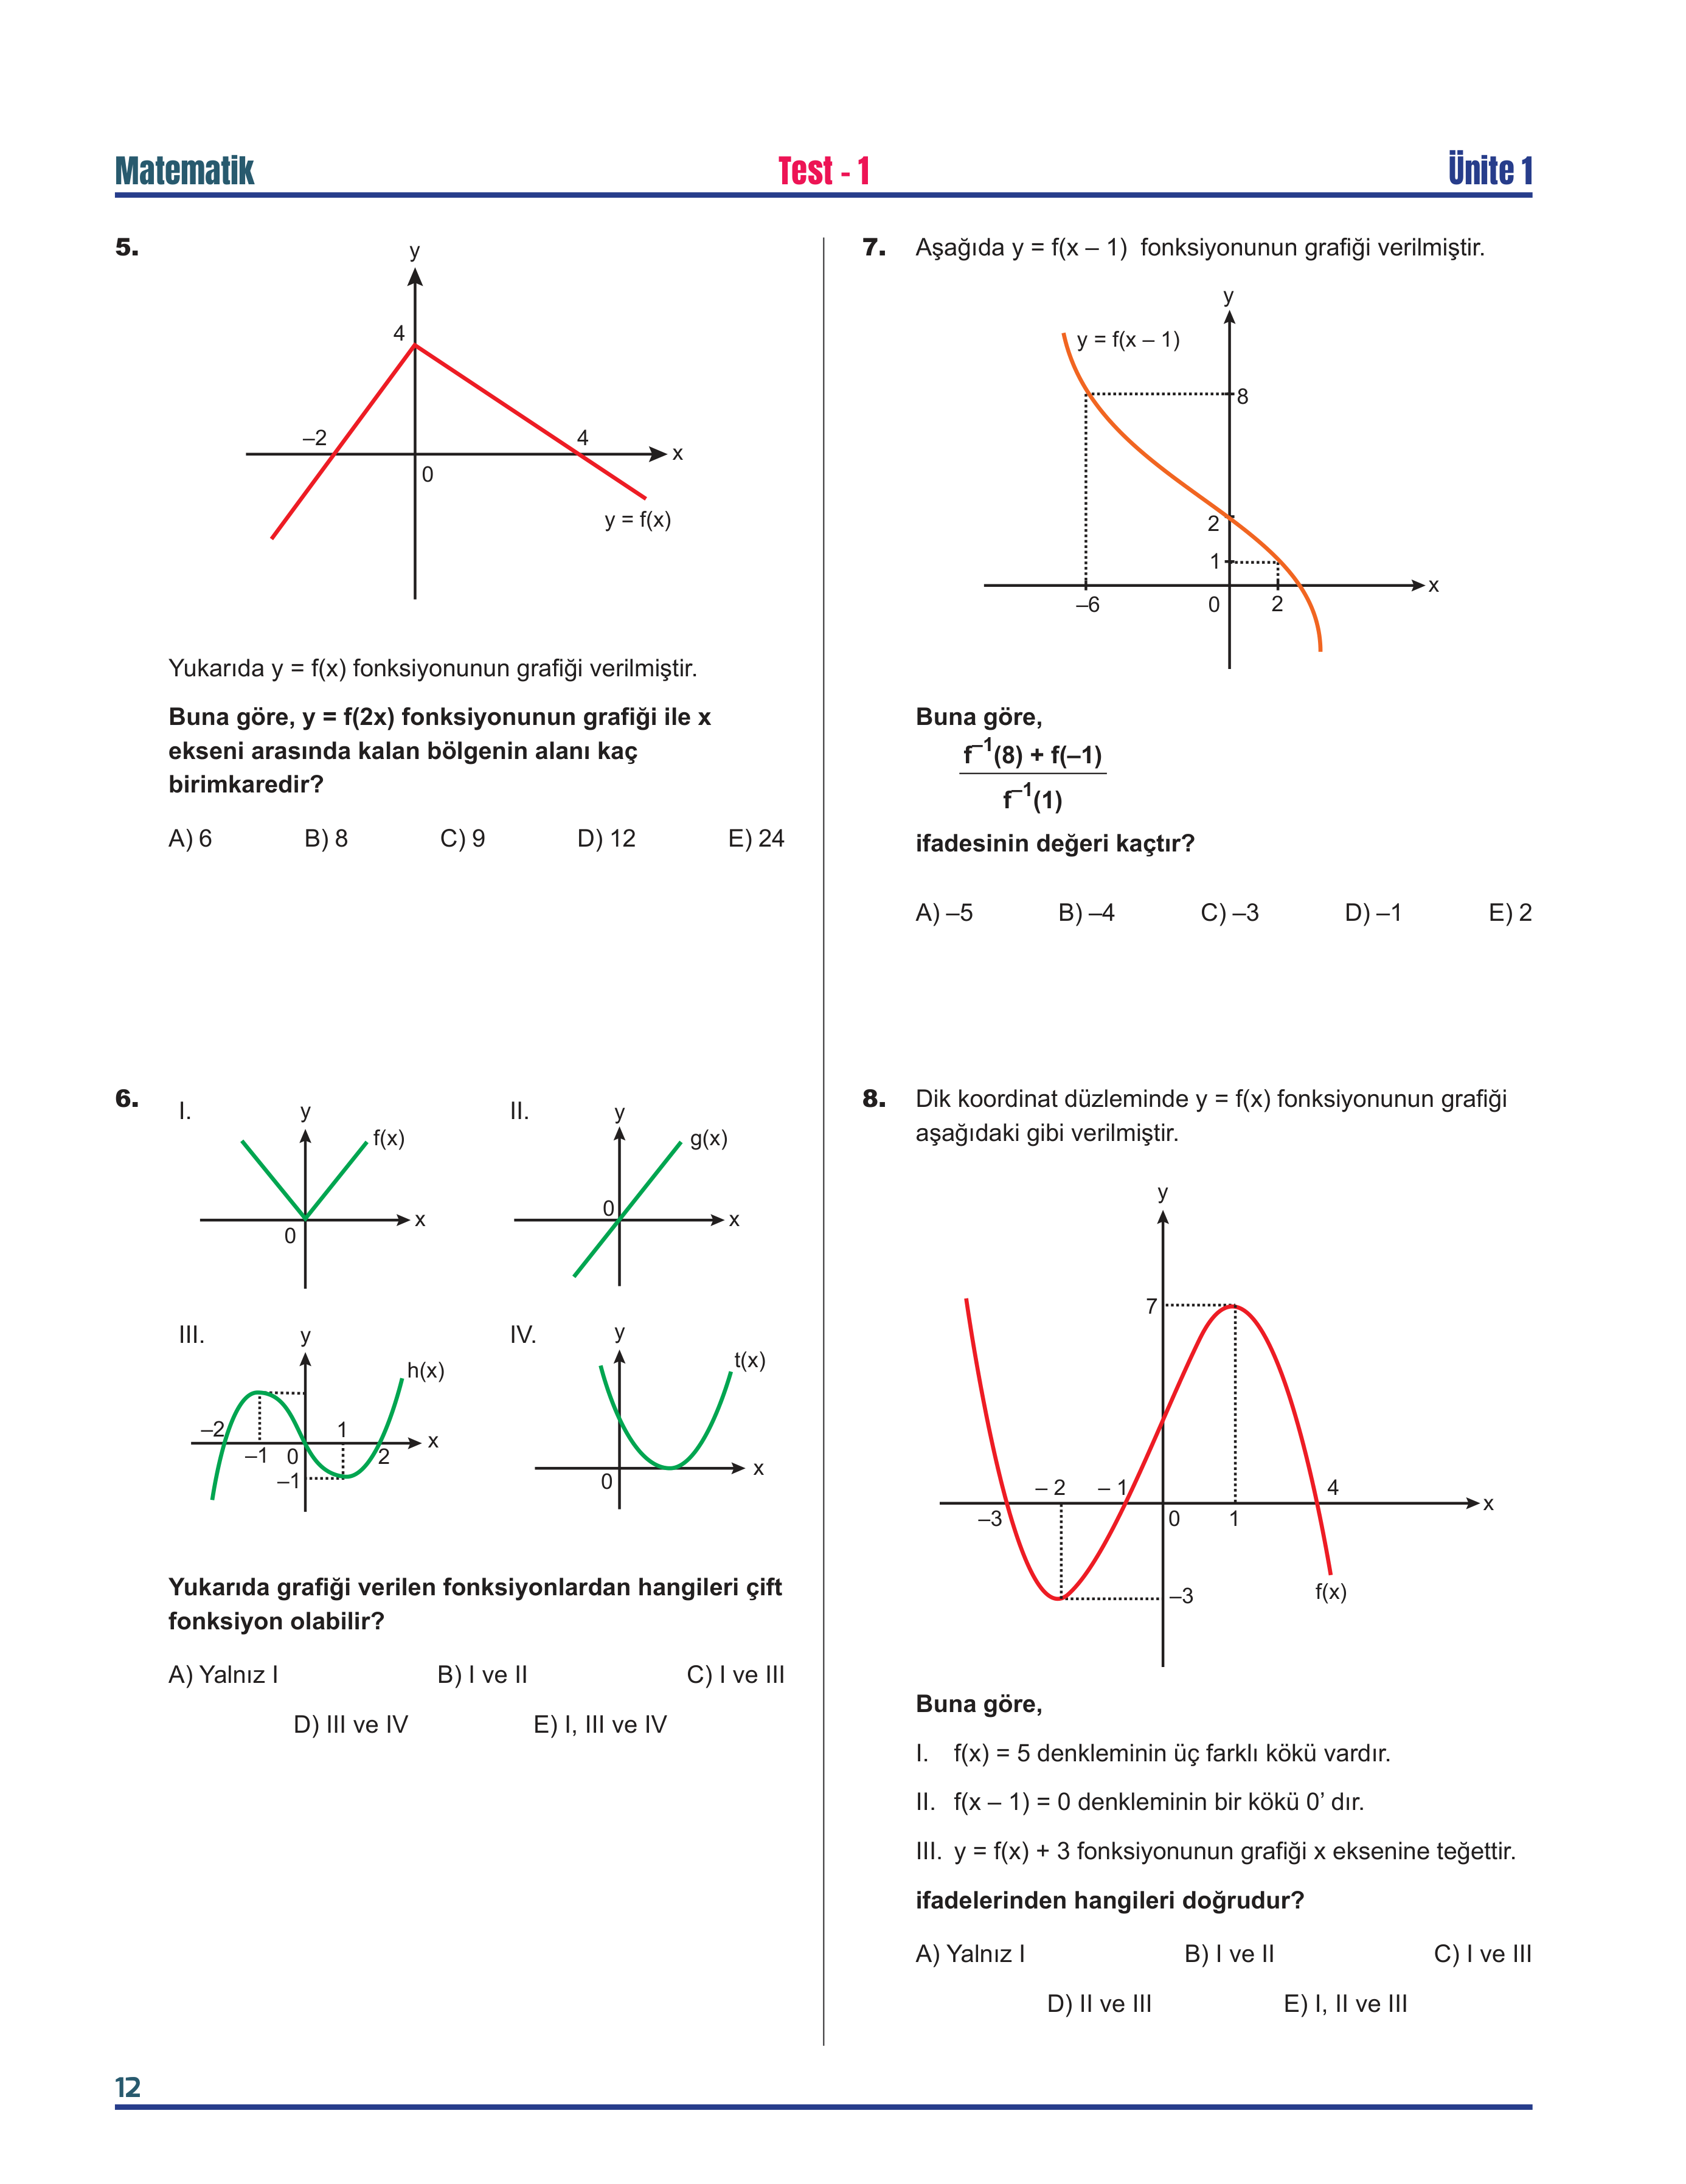 Matematik
Test - 1
Ünite 1
5.
y
4
–2
4
x
0
y = f(x)
Yukarıda y = f(x) fonksiyonunun grafiği verilmiştir.
Buna göre, y = f(2x) fonksiyonunun grafiği ile x
ekseni arasında kalan bölgenin alanı kaç
birimkaredir?
A) 6 B) 8 C) 9 D) 12 E) 24
6.
I.
y
f(x)
x
0
II.
y
g(x)
0
x
III.
y
h(x)
–2
1
x
–1
0
2
–1
IV.
y
t(x)
x
0
Yukarıda grafiği verilen fonksiyonlardan hangileri çift
fonksiyon olabilir?
A) Yalnız I B) I ve II C) I ve III
D) III ve IV E) I, III ve IV
7. Aşağıda y = f(x – 1) fonksiyonunun grafiği verilmiştir.
y
y = f(x – 1)
8
2
1
x
–6
0
2
Buna göre,
f⁻¹(8) + f(–1)
f⁻¹(1)
ifadesinin değeri kaçtır?
A) –5 B) –4 C) –3 D) –1 E) 2
8. Dik koordinat düzleminde y = f(x) fonksiyonunun grafiği
aşağıdaki gibi verilmiştir.
y
7
– 2
– 1
4
x
–3
0
1
–3
f(x)
Buna göre,
I. f(x) = 5 denkleminin üç farklı kökü vardır.
II. f(x – 1) = 0 denkleminin bir kökü 0’ dır.
III. y = f(x) + 3 fonksiyonunun grafiği x eksenine teğettir.
ifadelerinden hangileri doğrudur?
A) Yalnız I B) I ve II C) I ve III
D) II ve III E) I, II ve III
12